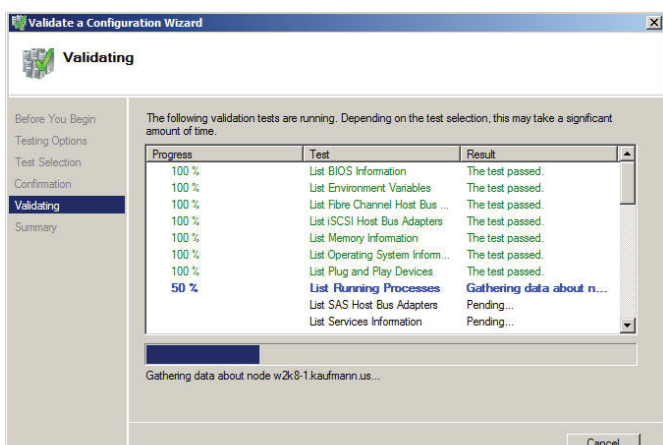 Validate a Configuration Wizard
Validating
Before You Begin
Testing Options
Test Selection
Confirmation
Validating
Summary
The following validation tests are running. Depending on the test selection, this may take a significant
amount of time.
Progress Test Result
100 % List BIOS Information The test passed.
100 % List Environment Variables The test passed.
100 % List Fibre Channel Host Bus ... The test passed.
100 % List iSCSI Host Bus Adapters The test passed.
100 % List Memory Information The test passed.
100 % List Operating System Inform... The test passed.
100 % List Plug and Play Devices The test passed.
50 % List Running Processes Gathering data about n...
List SAS Host Bus Adapters Pending...
List Services Information Pending...
Gathering data about node w2k8-1.kaufmann.us...
Cancel